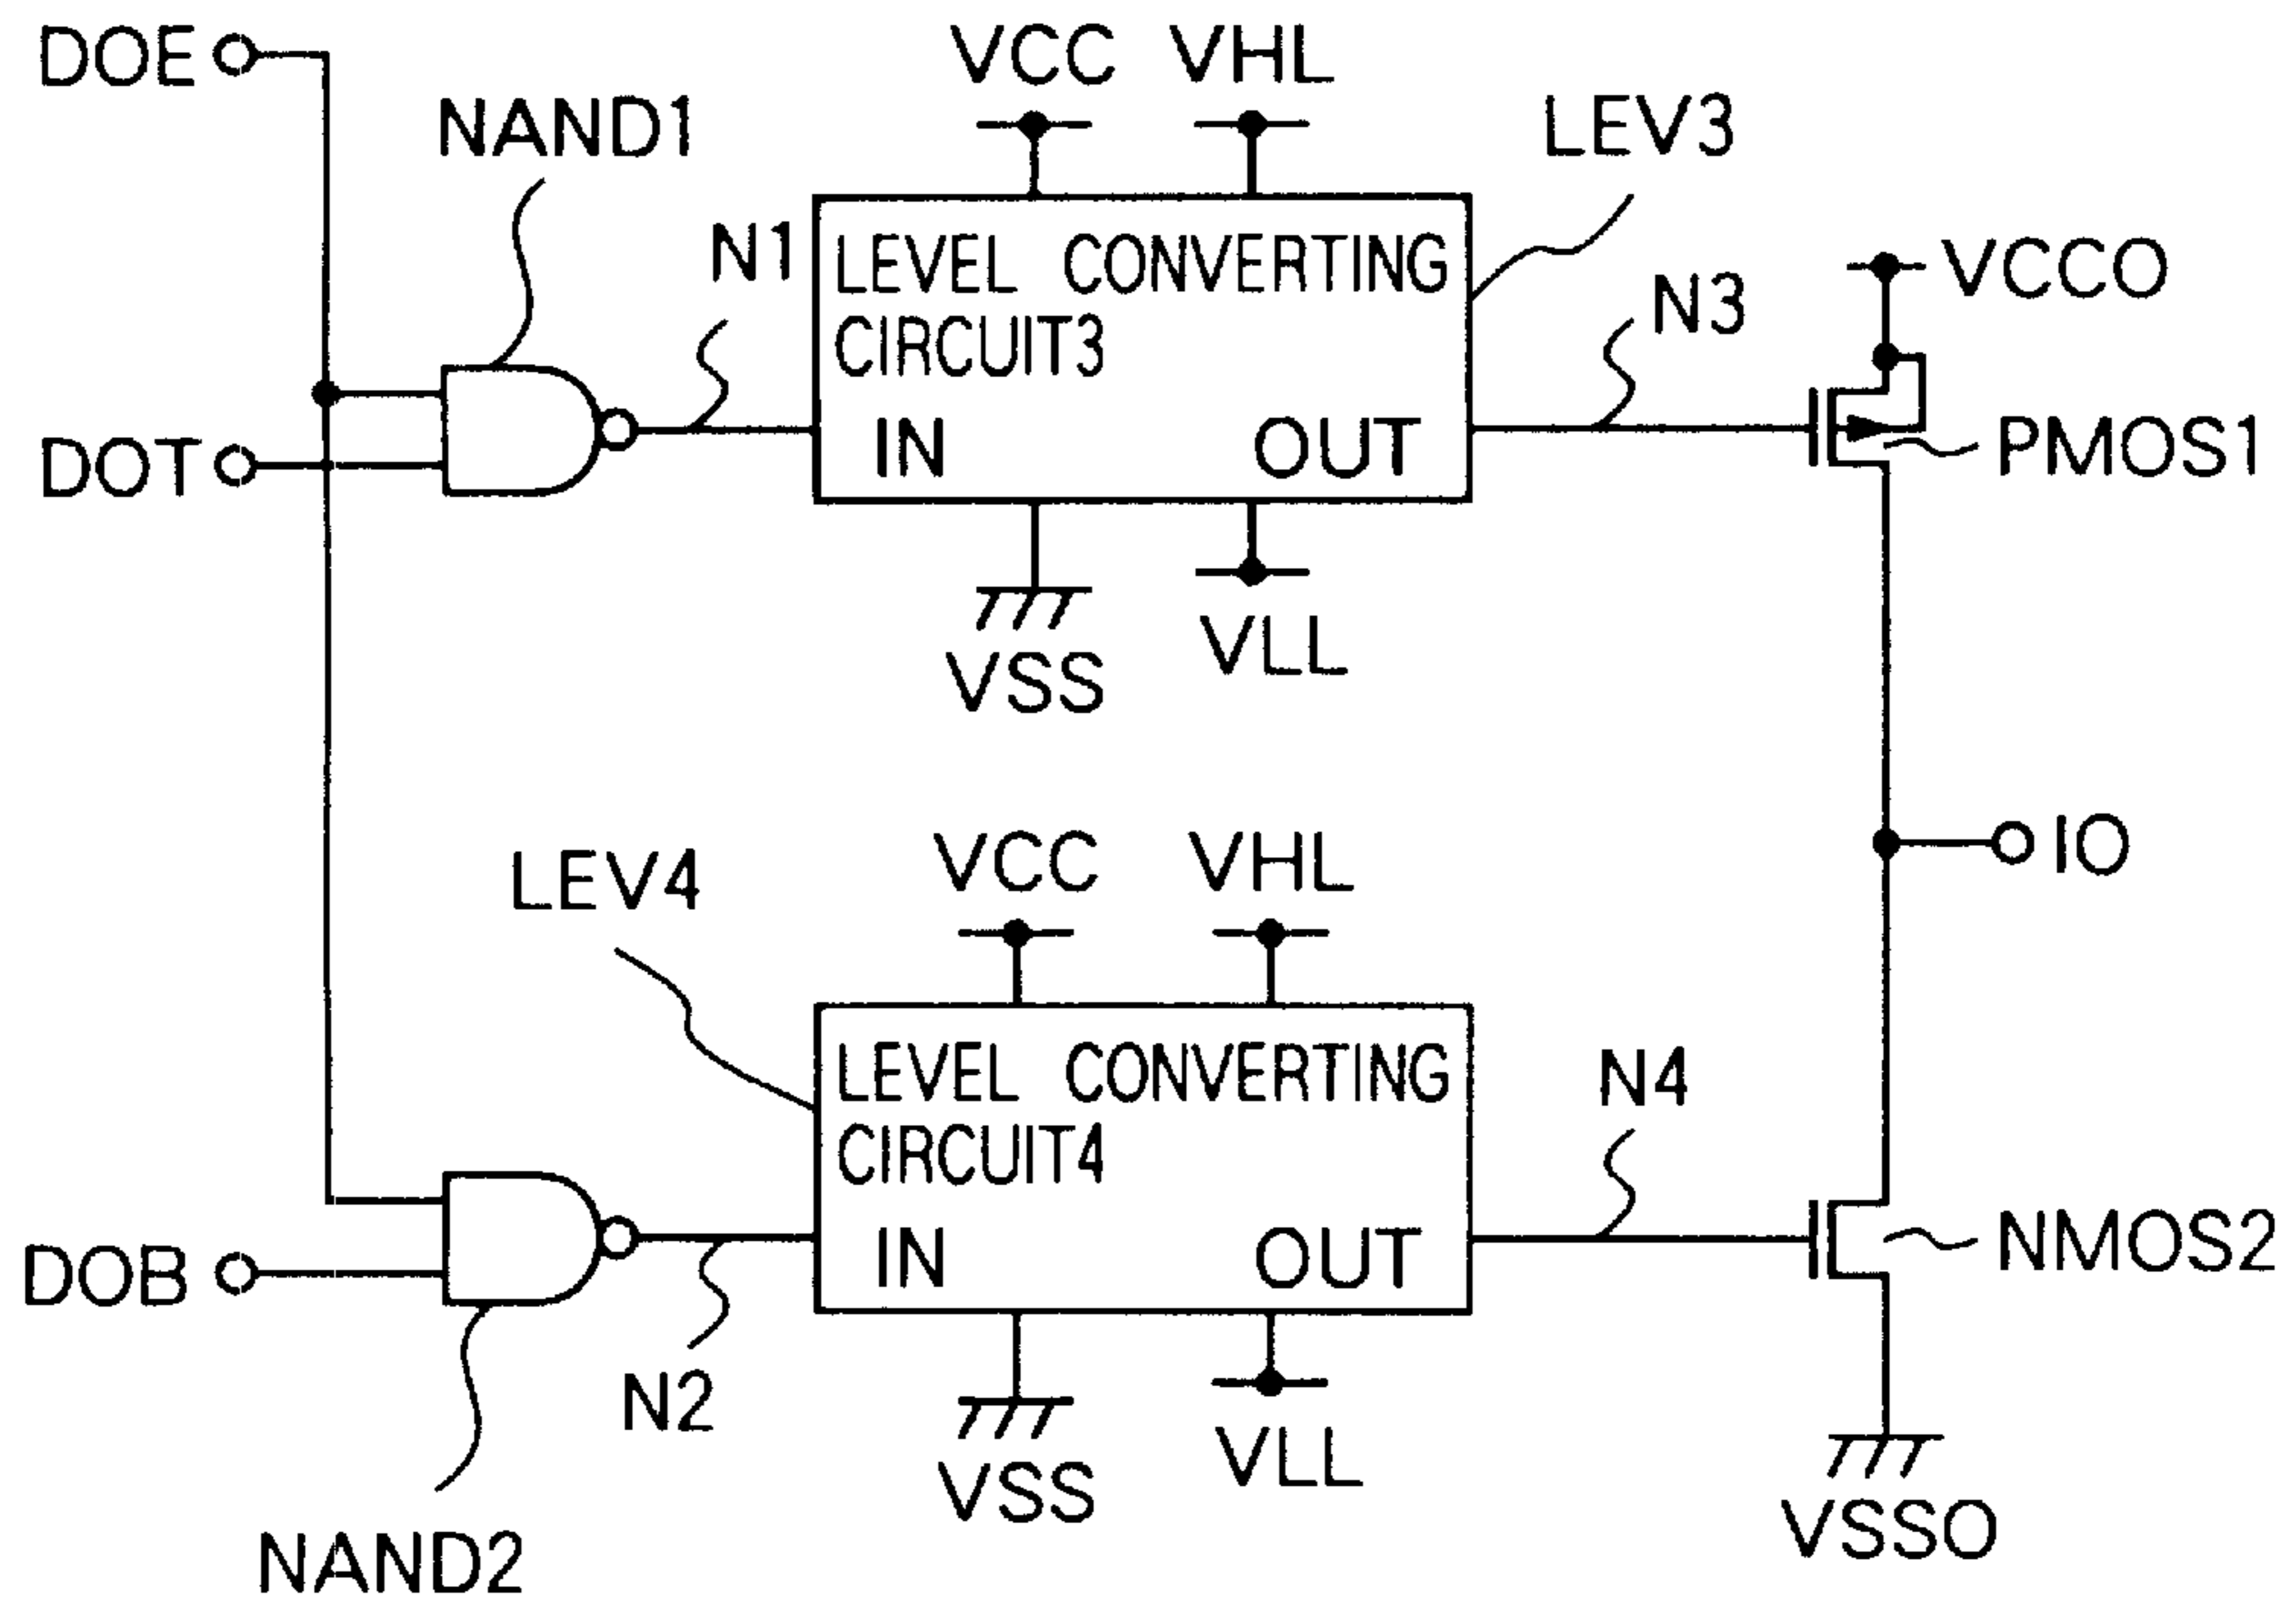 DOE
VCC
VHL
NAND1
LEV3
N1
LEVEL CONVERTING
CIRCUIT3
VCCO
N3
DOT
IN
OUT
PMOS1
VSS
VLL
IO
LEV4
VCC
VHL
LEVEL CONVERTING
CIRCUIT4
N4
DOB
IN
OUT
NMOS2
N2
VSS
VLL
VSSO
NAND2